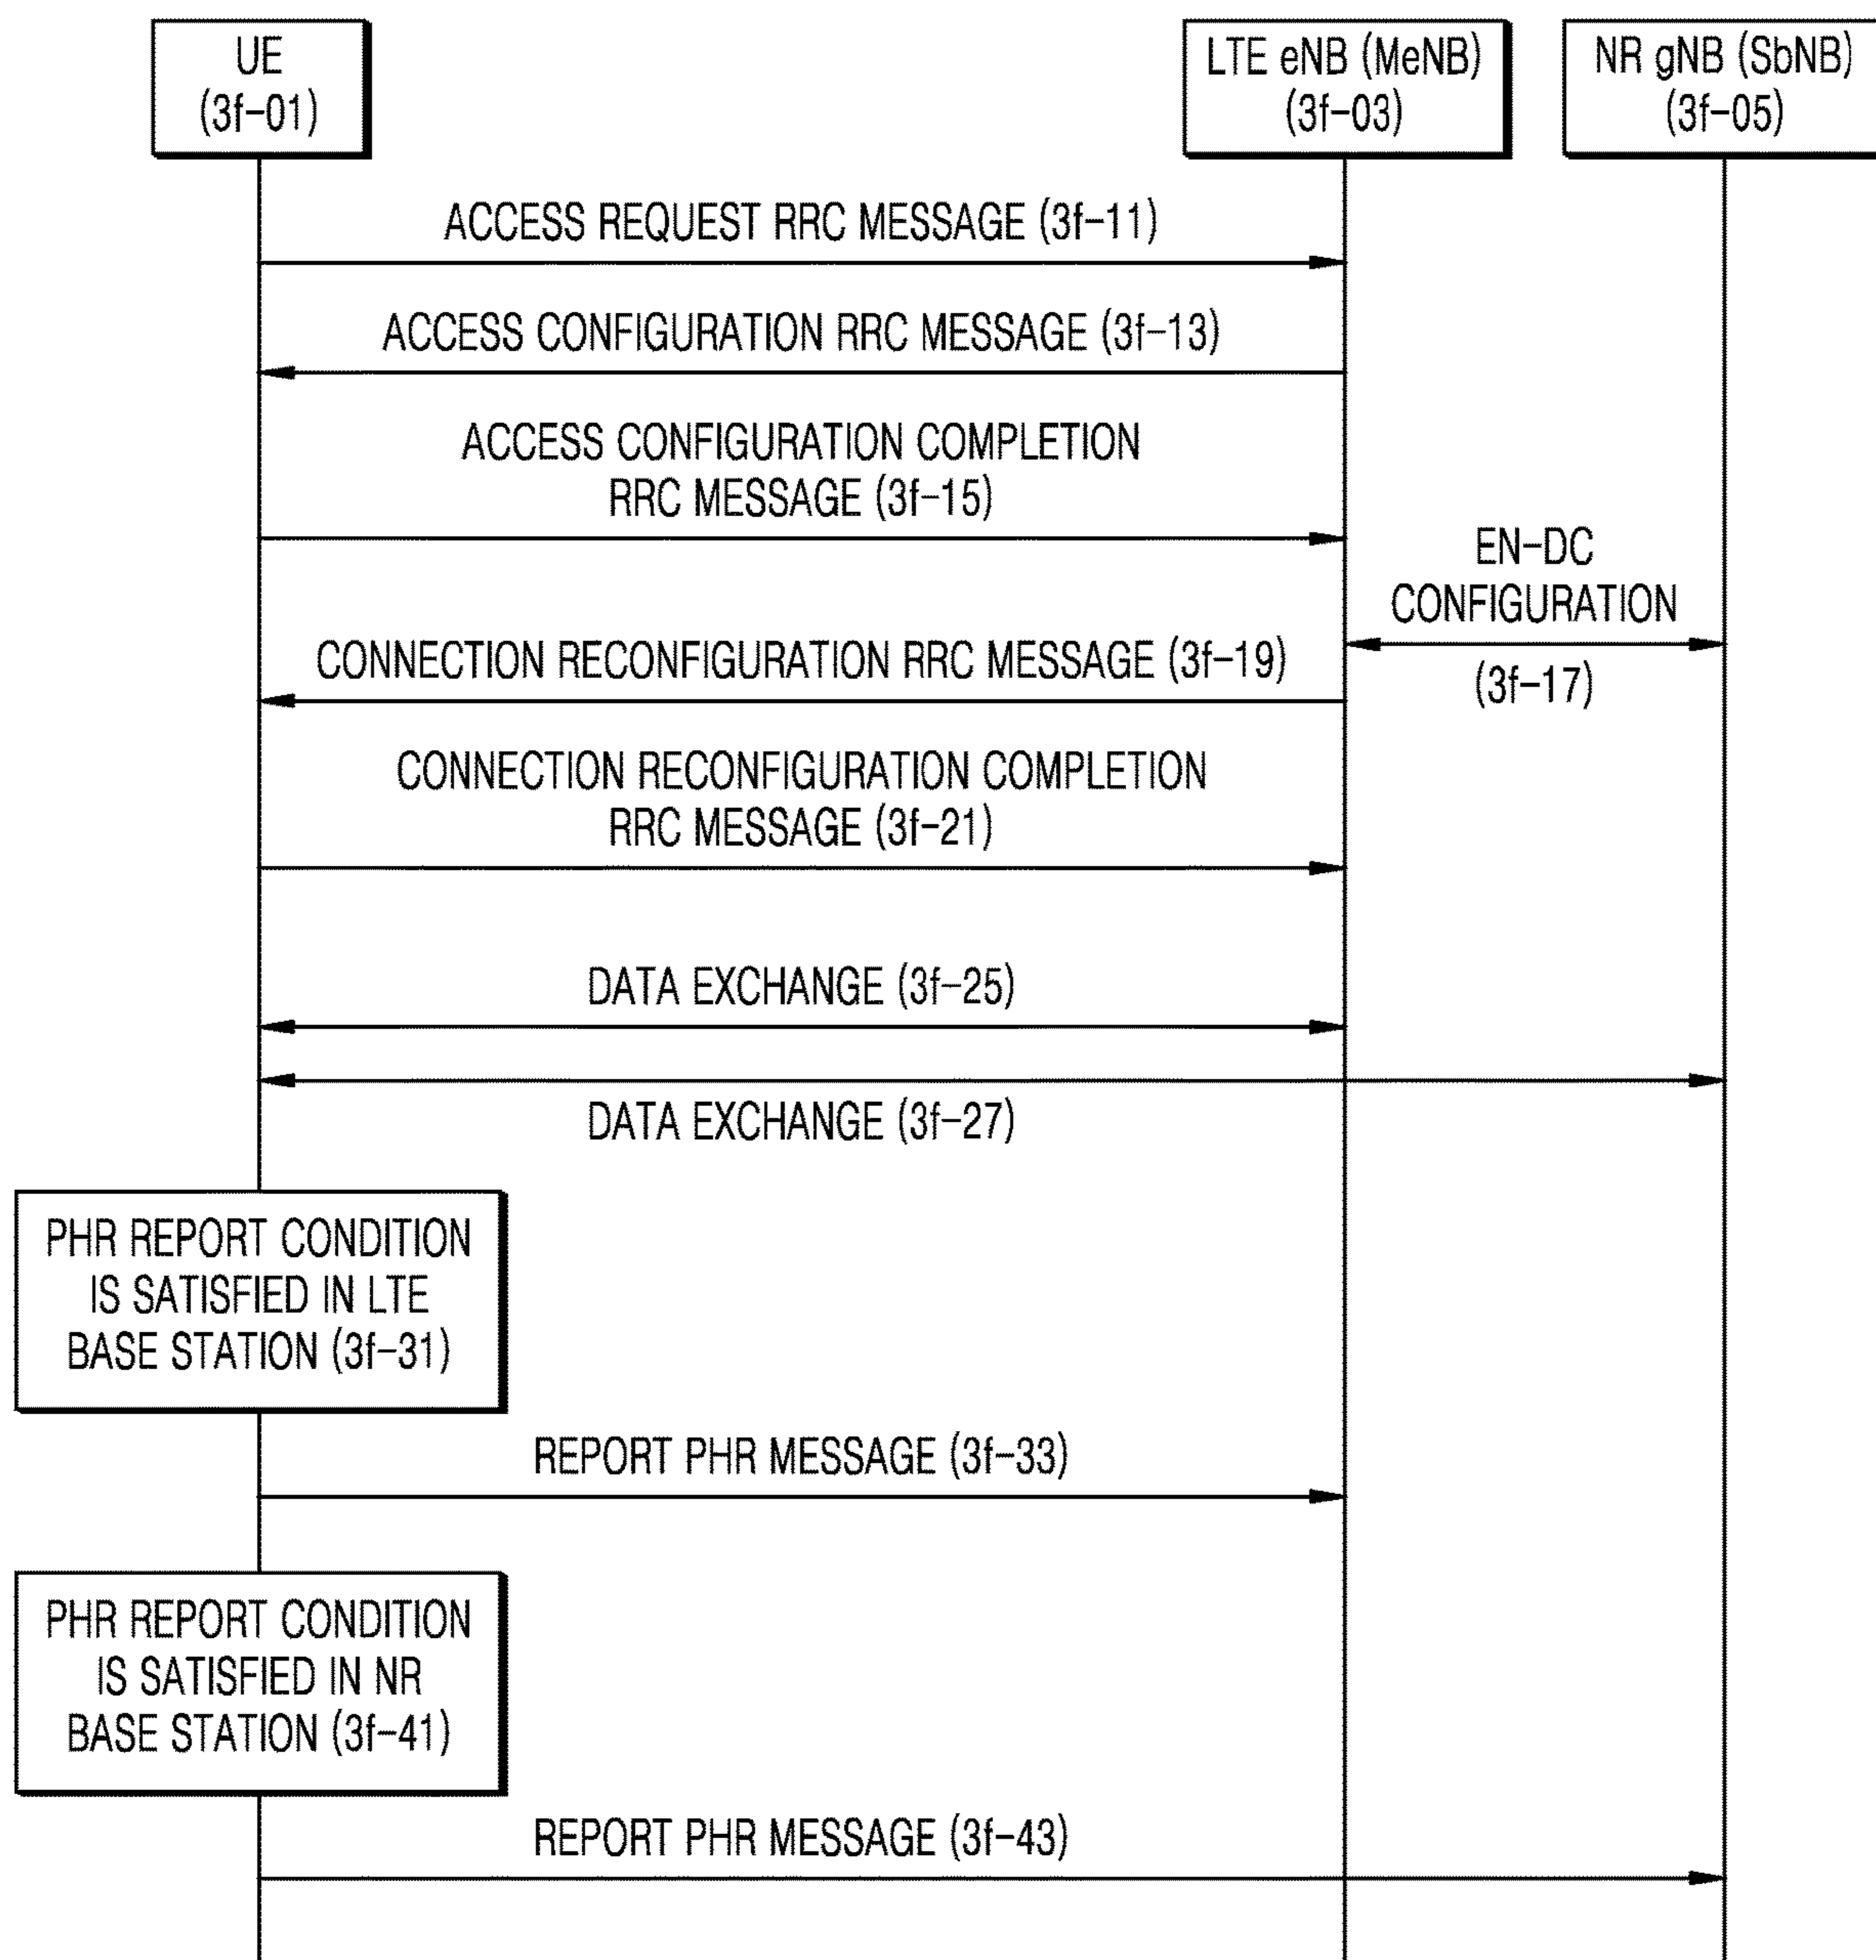 UE
(3f-01)
LTE eNB (MeNB)
(3f-03)
NR gNB (SbNB)
(3f-05)
ACCESS REQUEST RRC MESSAGE (3f-11)
ACCESS CONFIGURATION RRC MESSAGE (3f-13)
ACCESS CONFIGURATION COMPLETION
RRC MESSAGE (3f-15)
EN-DC
CONFIGURATION
(3f-17)
CONNECTION RECONFIGURATION RRC MESSAGE (3f-19)
CONNECTION RECONFIGURATION COMPLETION
RRC MESSAGE (3f-21)
DATA EXCHANGE (3f-25)
DATA EXCHANGE (3f-27)
PHR REPORT CONDITION
IS SATISFIED IN LTE
BASE STATION (3f-31)
REPORT PHR MESSAGE (3f-33)
PHR REPORT CONDITION
IS SATISFIED IN NR
BASE STATION (3f-41)
REPORT PHR MESSAGE (3f-43)